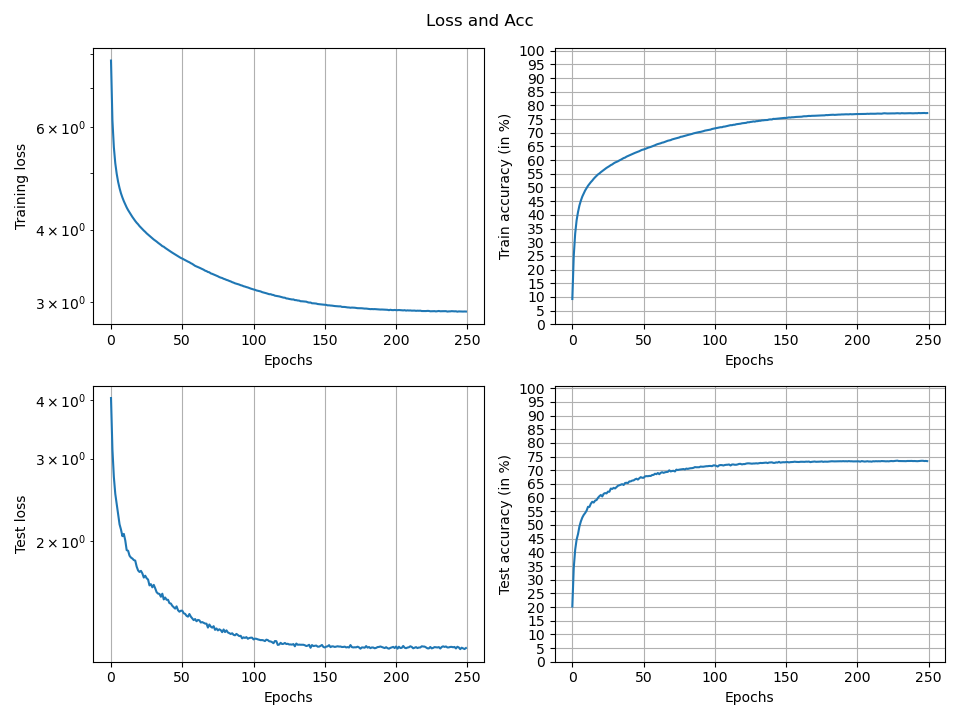 Loss and Acc
6 × 10⁰
4 × 10⁰
3 × 10⁰
Training loss
0 50 100 150 200 250
Epochs
100
95
90
85
80
75
70
65
60
55
50
45
40
35
30
25
20
15
10
5
0
Train accuracy (in %)
0 50 100 150 200 250
Epochs
4 × 10⁰
3 × 10⁰
2 × 10⁰
Test loss
0 50 100 150 200 250
Epochs
100
95
90
85
80
75
70
65
60
55
50
45
40
35
30
25
20
15
10
5
0
Test accuracy (in %)
0 50 100 150 200 250
Epochs